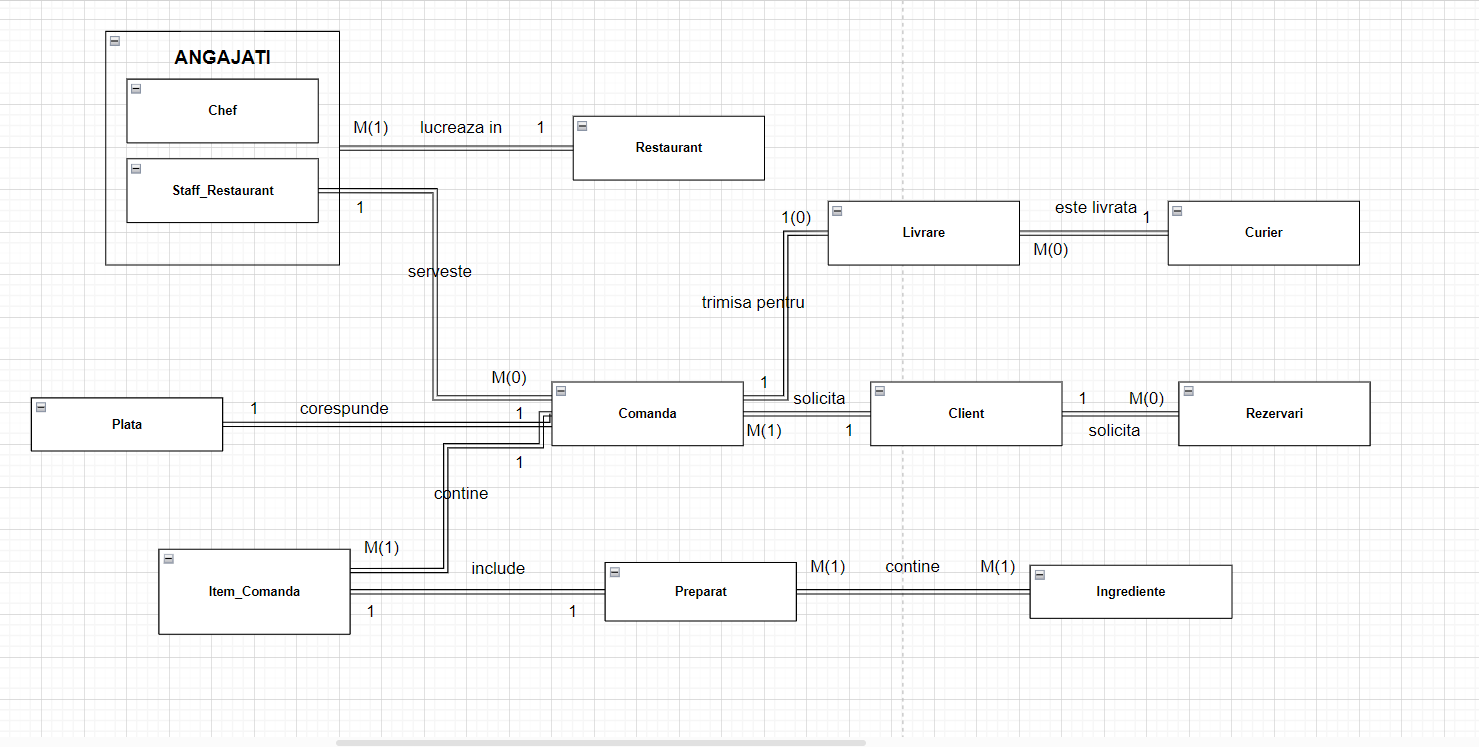 ANGAJATI
Chef
M(1) lucreaza in 1
Restaurant
Staff_Restaurant
1
serveste
1(0)
Livrare
este livrata
1
M(0)
Curier
trimisa pentru
M(0)
1
Plata
1 corespunde
1
Comanda
solicita
M(1) 1
Client
1 M(0)
solicita
Rezervari
1
contine
M(1)
Item_Comanda
include
1 1
Preparat
M(1) contine M(1)
Ingrediente